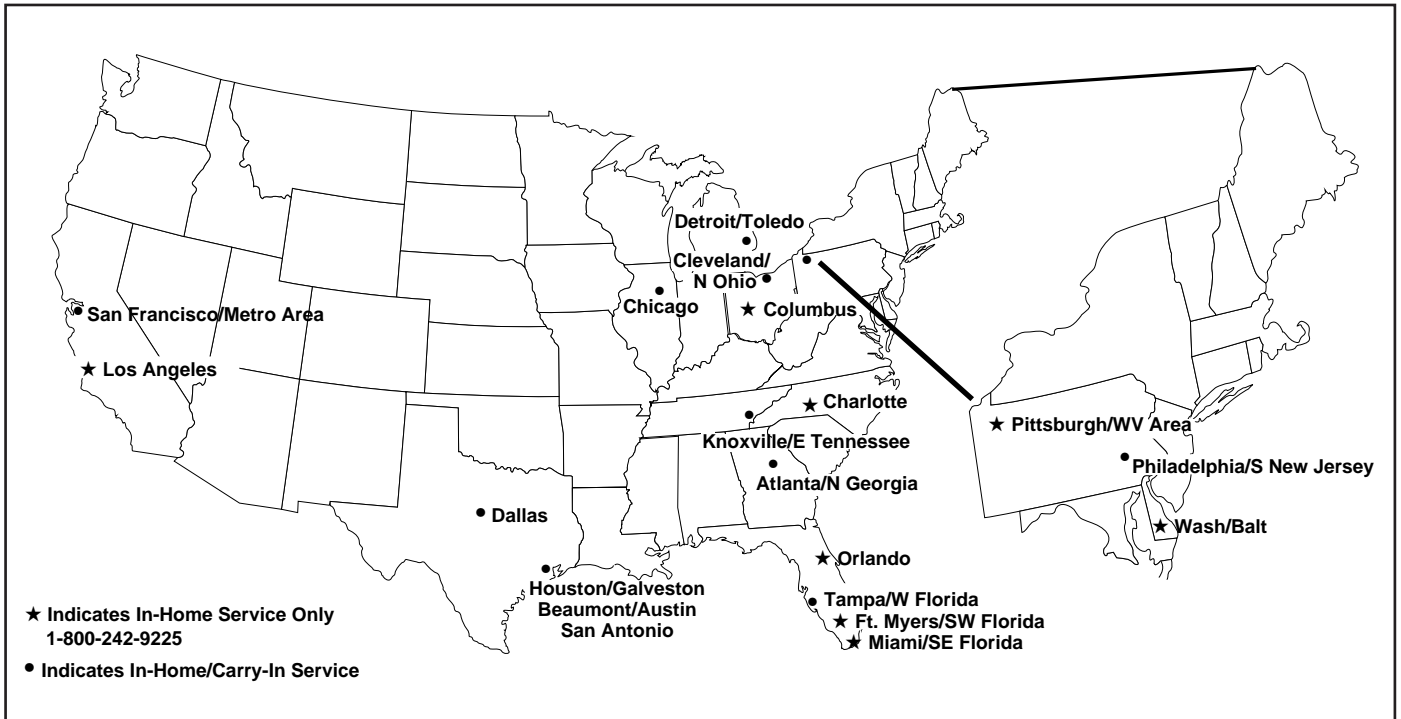 Detroit/Toledo
Cleveland/
N Ohio
Chicago
★ Columbus
San Francisco/Metro Area
★ Los Angeles
★ Charlotte
Knoxville/E Tennessee
Atlanta/N Georgia
★ Pittsburgh/WV Area
Philadelphia/S New Jersey
★ Wash/Balt
• Dallas
★ Orlando
Houston/Galveston
Beaumont/Austin
San Antonio
Tampa/W Florida
★ Ft. Myers/SW Florida
★ Miami/SE Florida
★ Indicates In-Home Service Only
1-800-242-9225
• Indicates In-Home/Carry-In Service